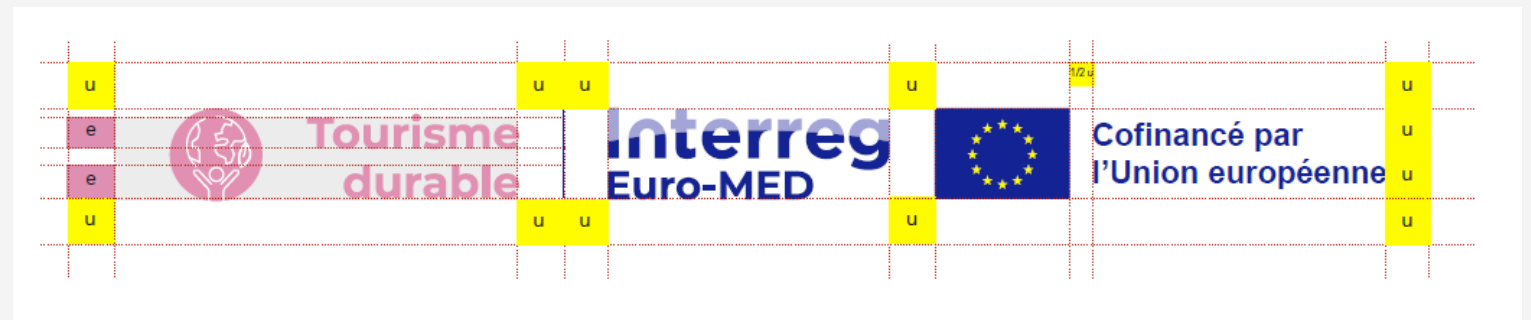 u u u u 1/2 u u
e Tourisme Interreg Cofinancé par u
e durable Euro-MED l’Union européenne u
u u u u u